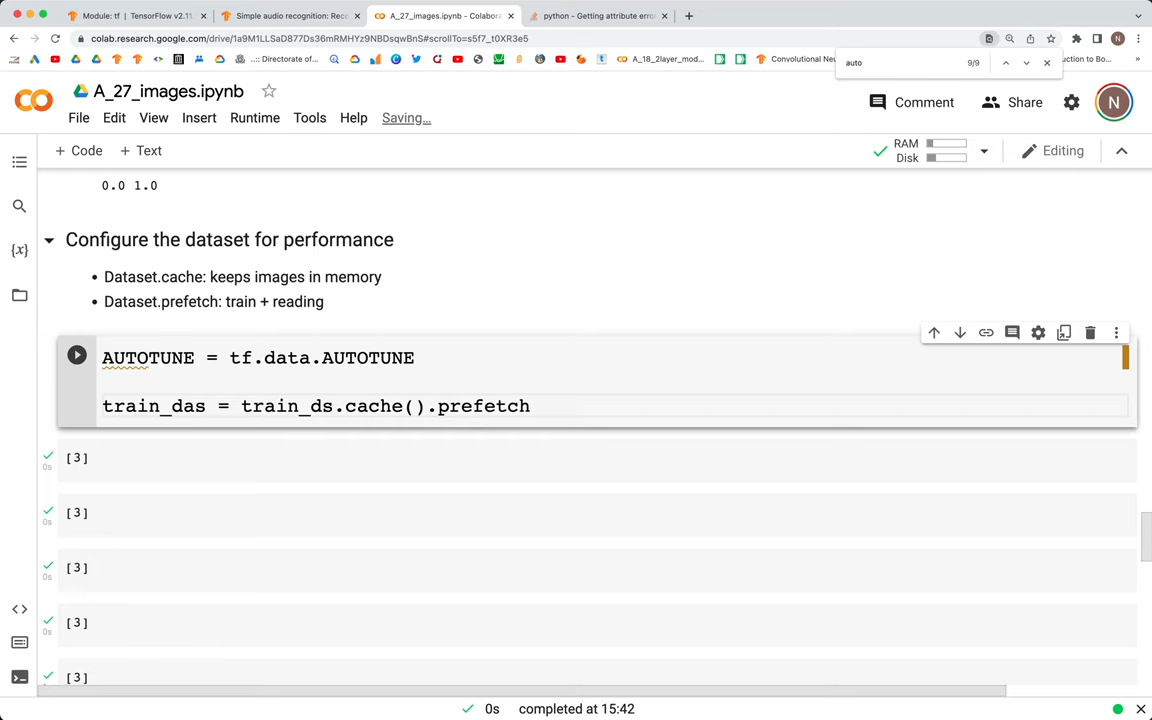 Module: tf | TensorFlow v2.11.
Simple audio recognition: Rec
A_27_images.ipynb - Colabora
python - Getting attribute erro
colab.research.google.com/drive/1a9M1LLSaD877Ds36mRMHYz9NBDsqwBnS#scrollTo=s5f7_t0XR3e5
N
..:: Directorate of...
A_18_2layer_mod...
Convolutional Neu
ction to Bo...
auto
9/9
A_27_images.ipynb
Comment
Share
N
File Edit View Insert Runtime Tools Help Saving...
+ Code + Text
RAM
Disk
Editing
0.0 1.0
Configure the dataset for performance
• Dataset.cache: keeps images in memory
• Dataset.prefetch: train + reading
AUTOTUNE = tf.data.AUTOTUNE
train_das = train_ds.cache().prefetch
[3]
0s
[3]
0s
[3]
0s
[3]
0s
[3]
0s completed at 15:42